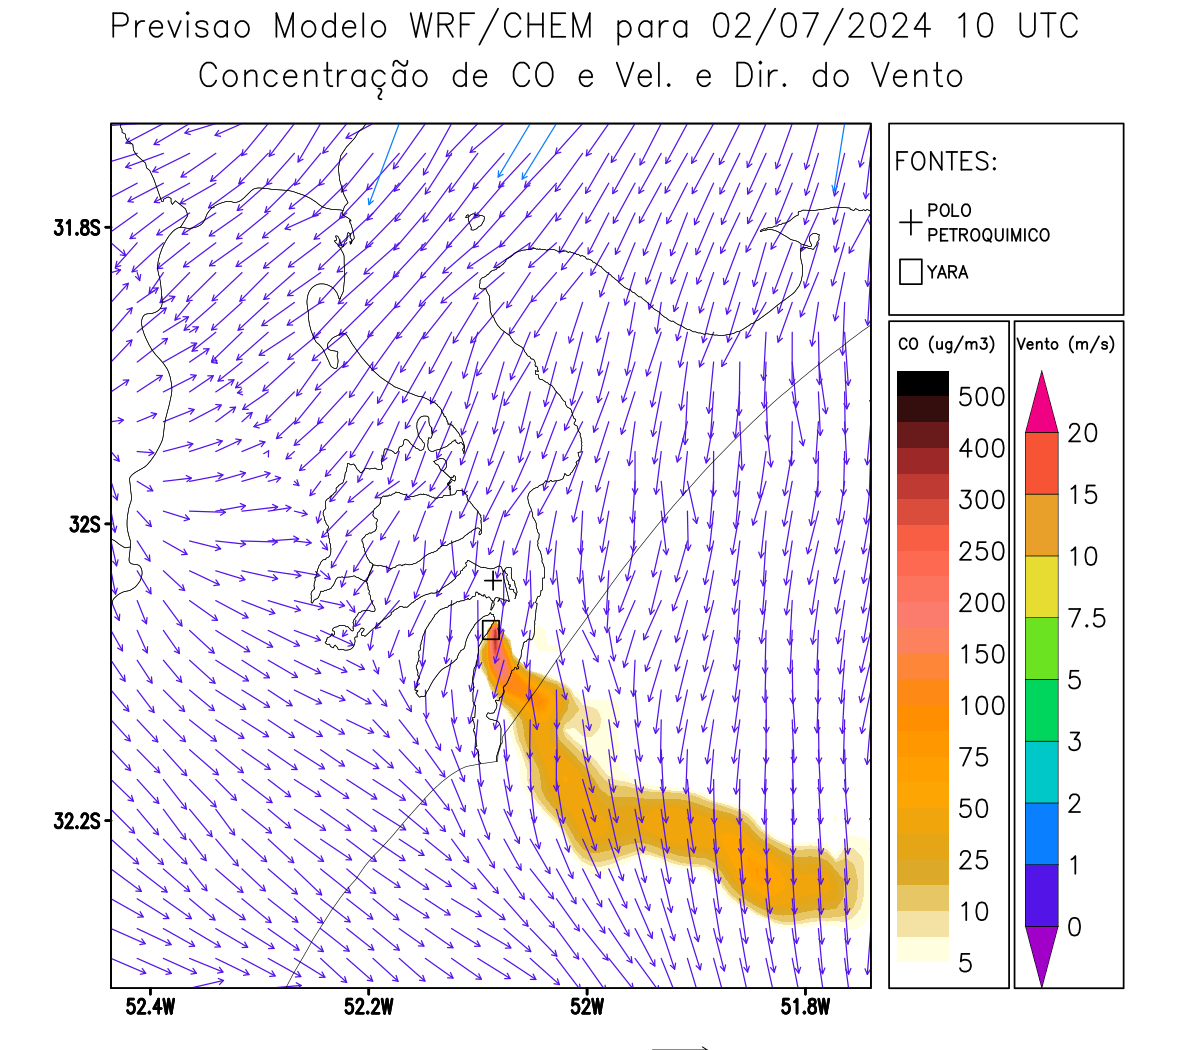 Previsao Modelo WRF/CHEM para 02/07/2024 10 UTC
Concentração de CO e Vel. e Dir. do Vento
FONTES:
POLO
PETROQUIMICO
YARA
CO (ug/m3)
500
400
300
250
200
150
100
75
50
25
10
5
Vento (m/s)
20
15
10
7.5
5
3
2
1
0
31.8S
32S
32.2S
52.4W
52.2W
52W
51.8W